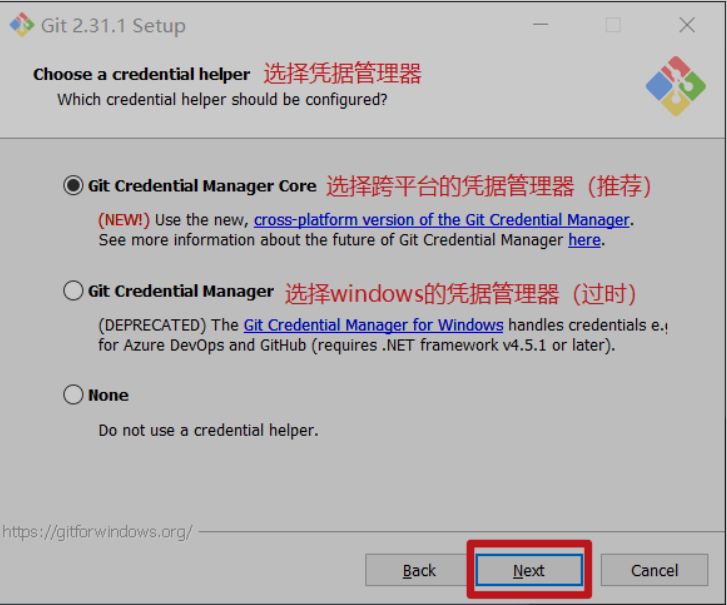 Git 2.31.1 Setup
Choose a credential helper 选择凭据管理器
Which credential helper should be configured?
Git Credential Manager Core 选择跨平台的凭据管理器（推荐）
(NEW!) Use the new, cross-platform version of the Git Credential Manager.
See more information about the future of Git Credential Manager here.
Git Credential Manager 选择windows的凭据管理器（过时）
(DEPRECATED) The Git Credential Manager for Windows handles credentials e.
for Azure DevOps and GitHub (requires .NET framework v4.5.1 or later).
None
Do not use a credential helper.
https://gitforwindows.org/
Back Next Cancel